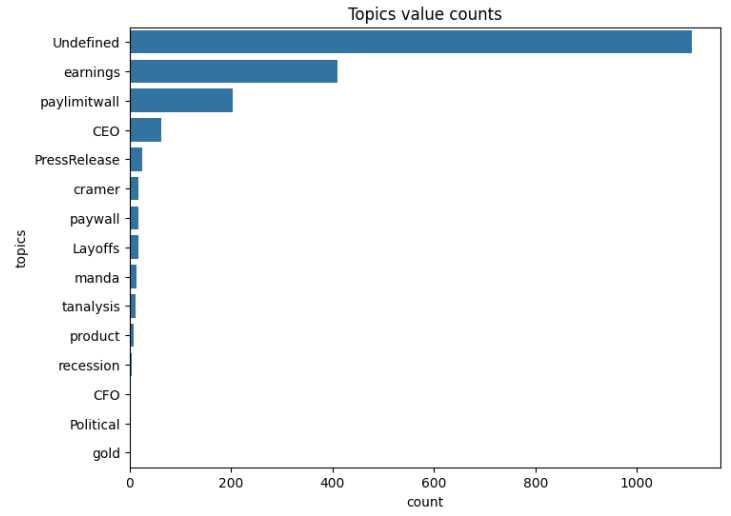 Topics value counts
Undefined
earnings
paylimitwall
CEO
PressRelease
cramer
paywall
Layoffs
manda
tanalysis
product
recession
CFO
Political
gold
topics
0 200 400 600 800 1000
count